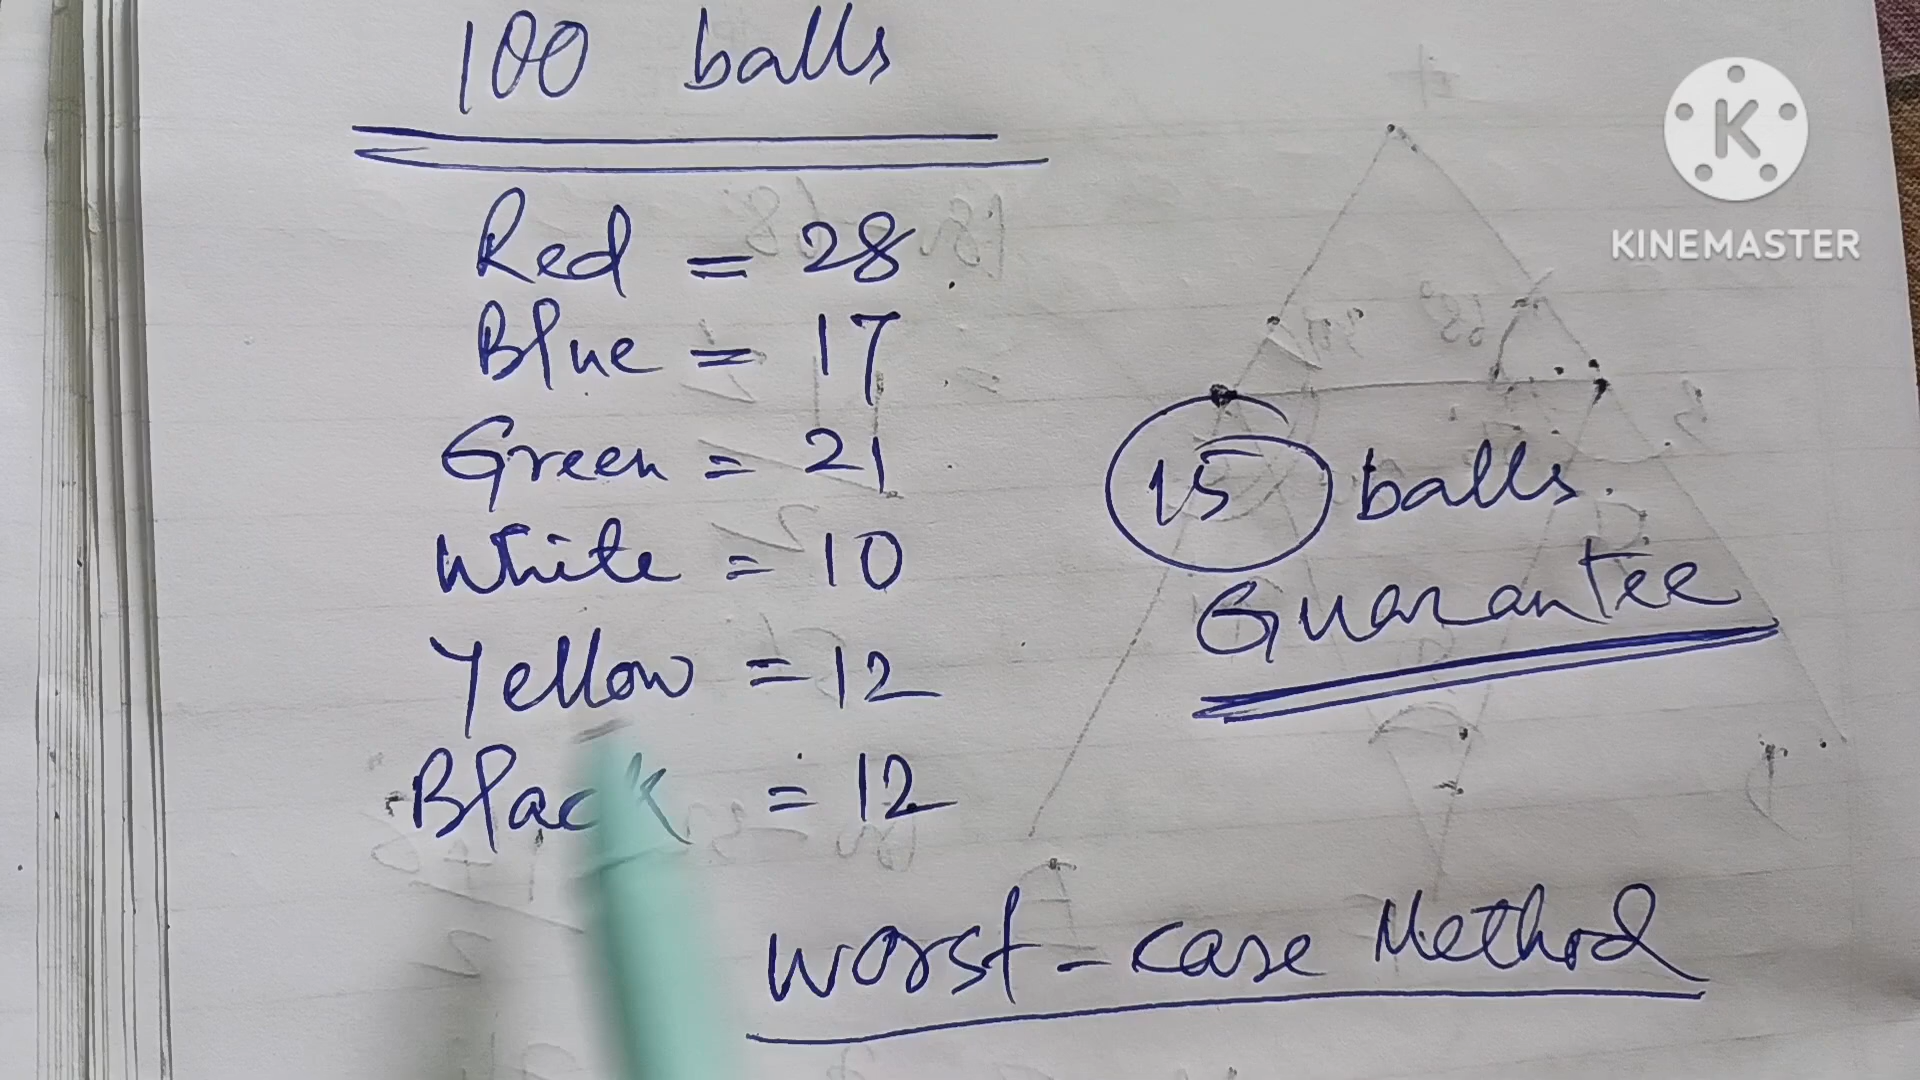 100 balls
Red = 28
Blue = 17
Green = 21
White = 10
Yellow = 12
Black = 12
15 balls
Guarantee
worst-case Method
K
KINEMASTER